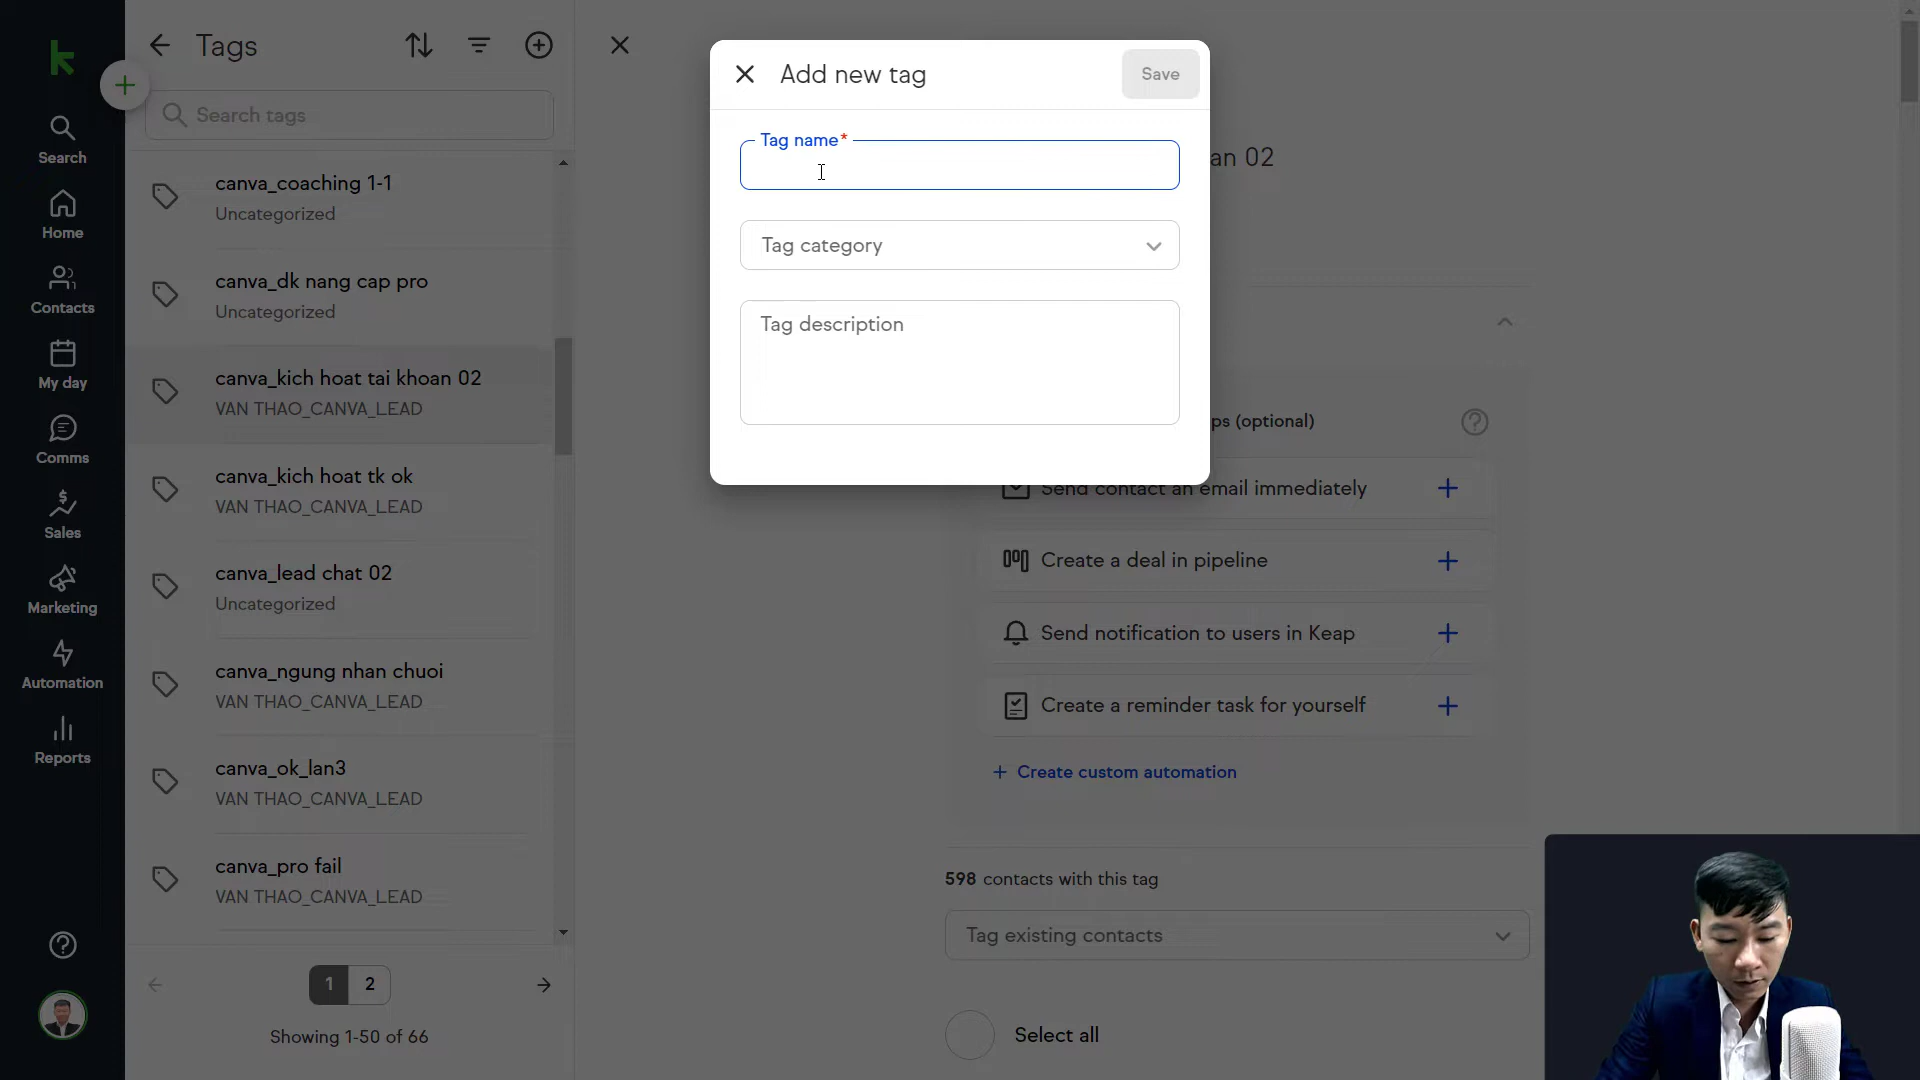 Search
Home
Contacts
My day
Comms
Sales
Marketing
Automation
Reports
Tags
Search tags
canva_coaching 1-1
Uncategorized
canva_dk nang cap pro
Uncategorized
canva_kich hoat tai khoan 02
VAN THAO_CANVA_LEAD
canva_kich hoat tk ok
VAN THAO_CANVA_LEAD
canva_lead chat 02
Uncategorized
canva_ngung nhan chuoi
VAN THAO_CANVA_LEAD
canva_ok_lan3
VAN THAO_CANVA_LEAD
canva_pro fail
VAN THAO_CANVA_LEAD
1 2
Showing 1-50 of 66
Add new tag
Save
Tag name*
Tag category
Tag description
an 02
ps (optional)
Send contact an email immediately
Create a deal in pipeline
Send notification to users in Keap
Create a reminder task for yourself
+ Create custom automation
598 contacts with this tag
Tag existing contacts
Select all